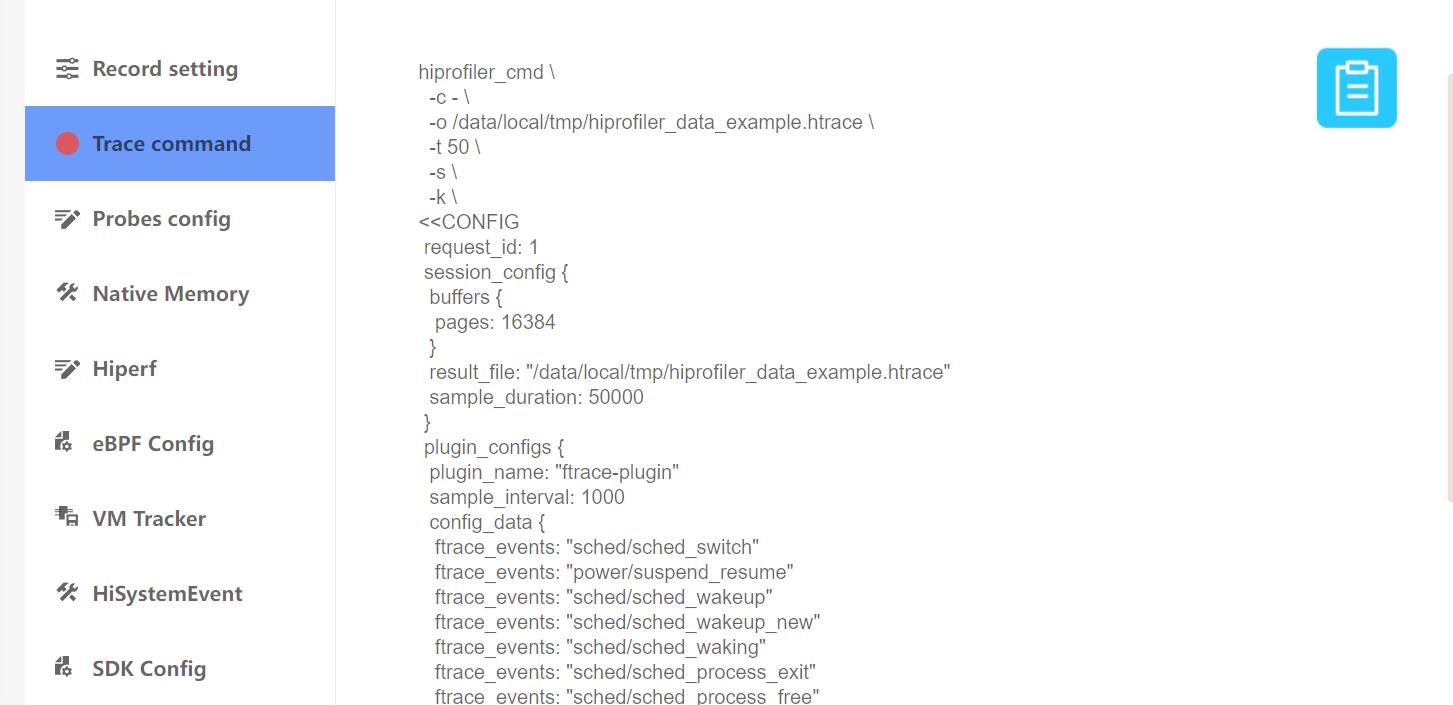 Record setting
Trace command
Probes config
Native Memory
Hiperf
eBPF Config
VM Tracker
HiSystemEvent
SDK Config
hiprofiler_cmd \
-c - \
-o /data/local/tmp/hiprofiler_data_example.htrace \
-t 50 \
-s \
-k \
<<CONFIG
request_id: 1
session_config {
buffers {
pages: 16384
}
result_file: "/data/local/tmp/hiprofiler_data_example.htrace"
sample_duration: 50000
}
plugin_configs {
plugin_name: "ftrace-plugin"
sample_interval: 1000
config_data {
ftrace_events: "sched/sched_switch"
ftrace_events: "power/suspend_resume"
ftrace_events: "sched/sched_wakeup"
ftrace_events: "sched/sched_wakeup_new"
ftrace_events: "sched/sched_waking"
ftrace_events: "sched/sched_process_exit"
ftrace_events: "sched/sched_process_free"